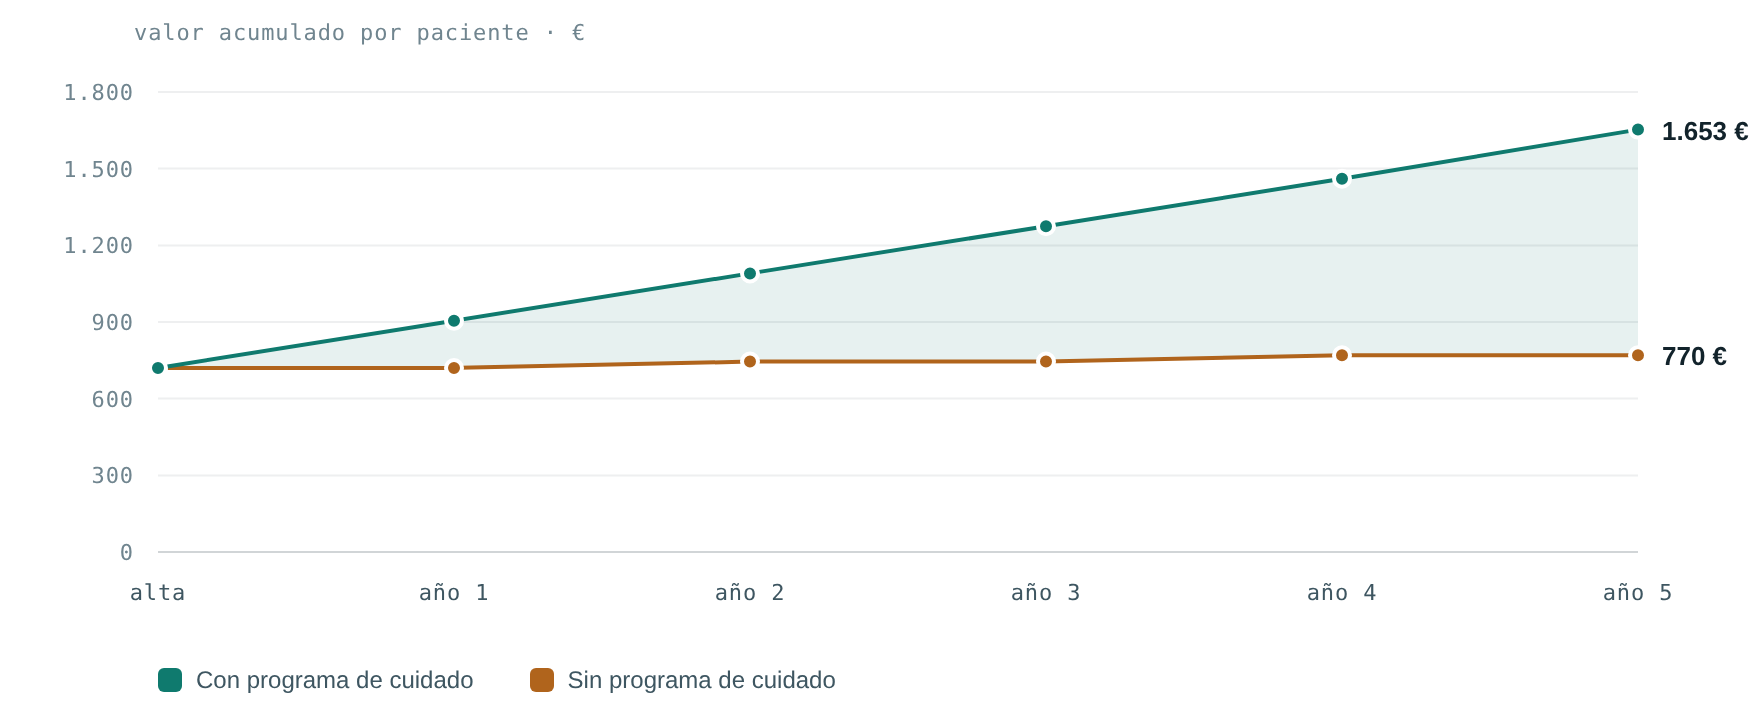 valor acumulado por paciente · €
1.800
1.500
1.200
900
600
300
0
1.653 €
770 €
alta
año 1
año 2
año 3
año 4
año 5
Con programa de cuidado
Sin programa de cuidado